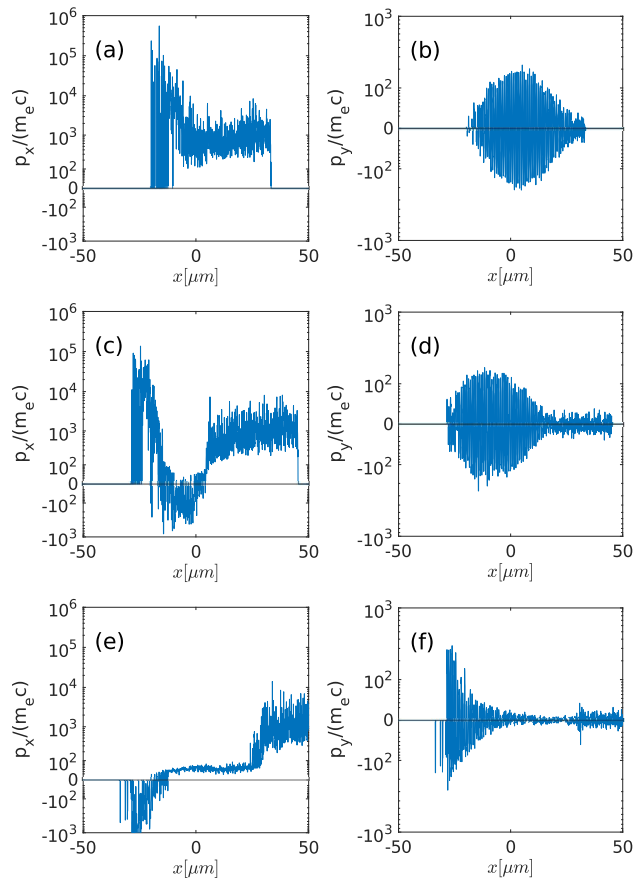 (a)
p_x/(m_e c)
10^6
10^5
10^4
10^3
10^2
0
-10^2
-10^3
-50 0 50
x[μm]
(b)
p_y/(m_e c)
10^3
10^2
0
-10^2
-10^3
-50 0 50
x[μm]
(c)
p_x/(m_e c)
10^6
10^5
10^4
10^3
10^2
0
-10^2
-10^3
-50 0 50
x[μm]
(d)
p_y/(m_e c)
10^3
10^2
0
-10^2
-10^3
-50 0 50
x[μm]
(e)
p_x/(m_e c)
10^6
10^5
10^4
10^3
10^2
0
-10^2
-10^3
-50 0 50
x[μm]
(f)
p_y/(m_e c)
10^3
10^2
0
-10^2
-10^3
-50 0 50
x[μm]